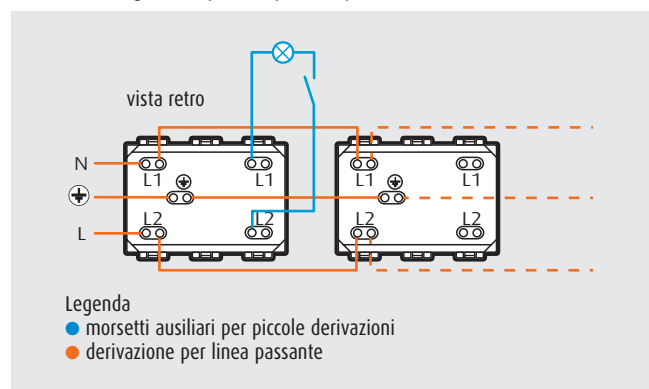 vista retro
N
L1
L1
L1
L1
L
L2
L2
L2
L2
Legenda
morsetti ausiliari per piccole derivazioni
derivazione per linea passante